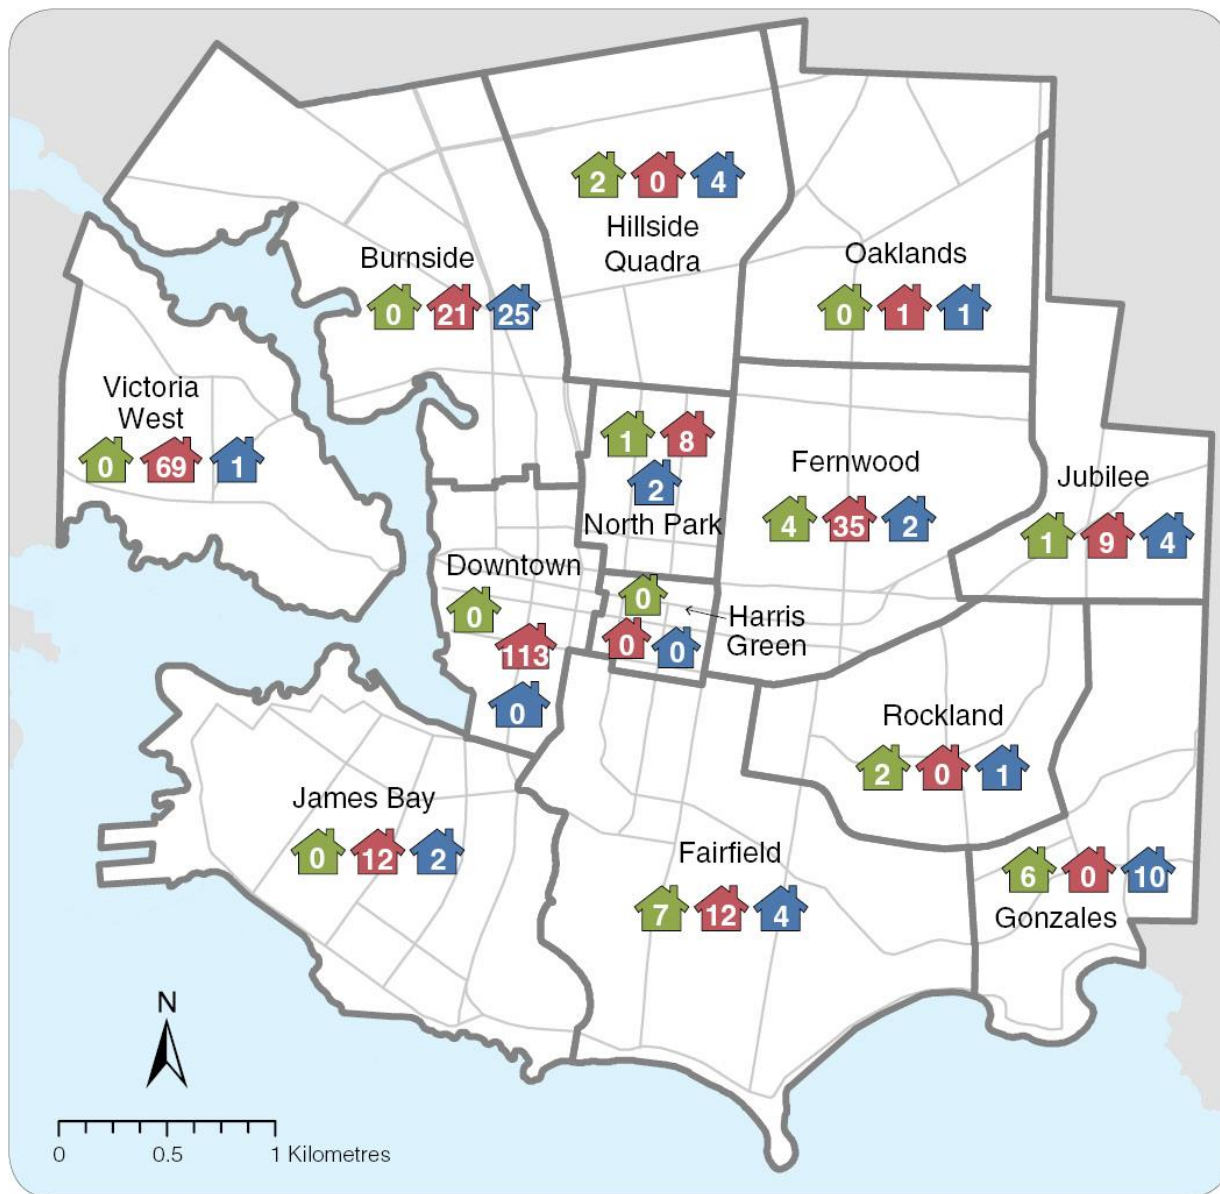 2 0 4
Hillside
Quadra
Burnside
0 21 25
Oaklands
0 1 1
Victoria
West
0 69 1
1 8
2
North Park
Fernwood
4 35 2
Jubilee
1 9 4
Downtown
0
113
0
0
0 0
Harris
Green
Rockland
2 0 1
James Bay
0 12 2
Fairfield
7 12 4
6 0 10
Gonzales
N
0 0.5 1 Kilometres